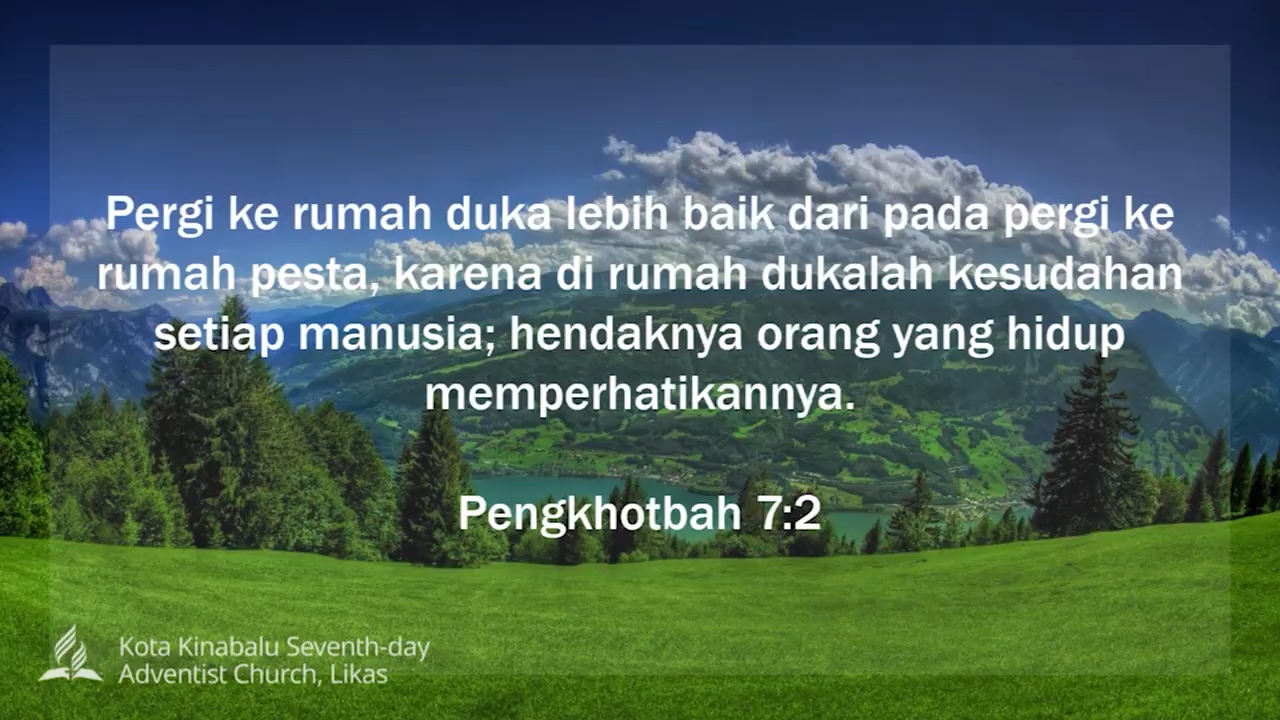 Pergi ke rumah duka lebih baik dari pada pergi ke
rumah pesta, karena di rumah dukalah kesudahan
setiap manusia; hendaknya orang yang hidup
memperhatikannya.
Pengkhotbah 7:2
Kota Kinabalu Seventh-day
Adventist Church, Likas